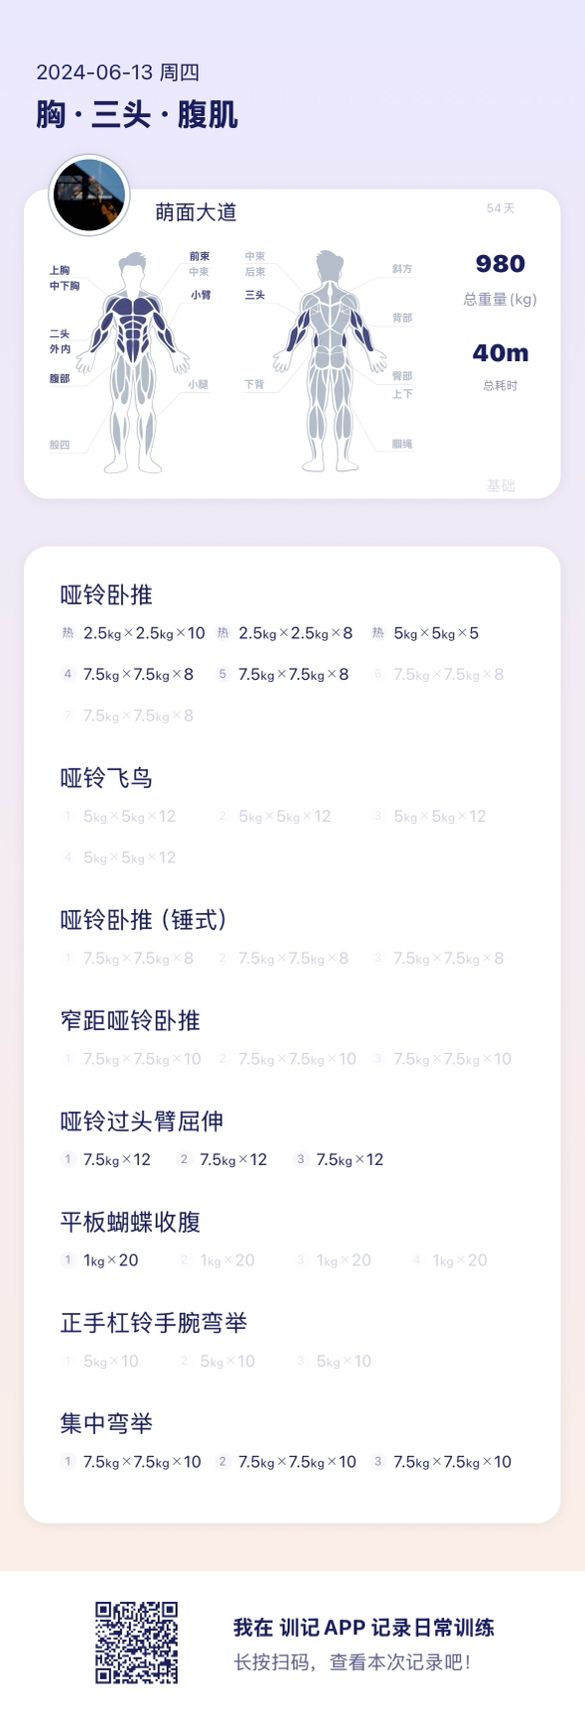 2024-06-13 周四
胸 · 三头 · 腹肌
萌面大道
54 天
上胸
中下胸
二头
外内
腹部
股四
前束
中束
小臂
小腿
中束
后束
三头
下背
斜方
背部
臀部
上下
腘绳
980
总重量 (kg)
40m
总耗时
基础
哑铃卧推
热 2.5kg×2.5kg×10 热 2.5kg×2.5kg×8 热 5kg×5kg×5
4 7.5kg×7.5kg×8 5 7.5kg×7.5kg×8 6 7.5kg×7.5kg×8
7 7.5kg×7.5kg×8
哑铃飞鸟
1 5kg×5kg×12 2 5kg×5kg×12 3 5kg×5kg×12
4 5kg×5kg×12
哑铃卧推（锤式）
1 7.5kg×7.5kg×8 2 7.5kg×7.5kg×8 3 7.5kg×7.5kg×8
窄距哑铃卧推
1 7.5kg×7.5kg×10 2 7.5kg×7.5kg×10 3 7.5kg×7.5kg×10
哑铃过头臂屈伸
1 7.5kg×12 2 7.5kg×12 3 7.5kg×12
平板蝴蝶收腹
1 1kg×20 2 1kg×20 3 1kg×20 4 1kg×20
正手杠铃手腕弯举
1 5kg×10 2 5kg×10 3 5kg×10
集中弯举
1 7.5kg×7.5kg×10 2 7.5kg×7.5kg×10 3 7.5kg×7.5kg×10
我在 训记 APP 记录日常训练
长按扫码，查看本次记录吧！